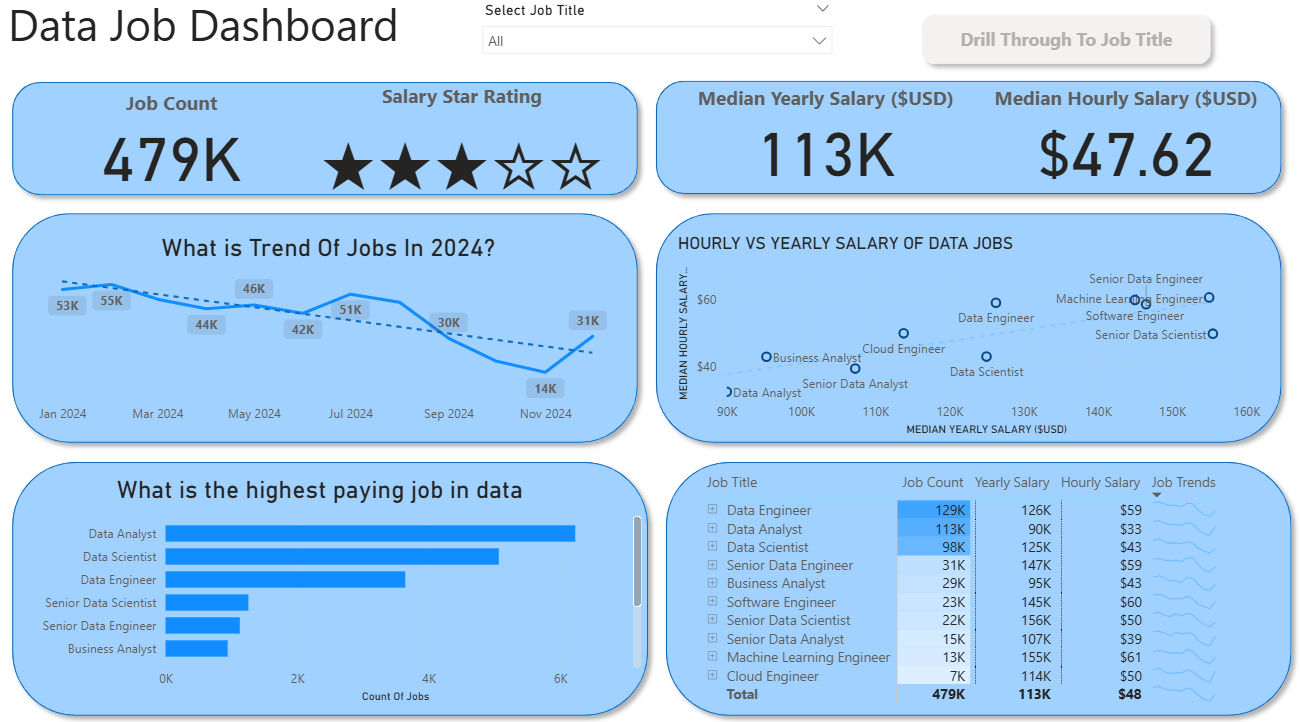 Data Job Dashboard
Select Job Title
All
Drill Through To Job Title
Job Count
479K
Salary Star Rating
Median Yearly Salary ($USD)
113K
Median Hourly Salary ($USD)
$47.62
What is Trend Of Jobs In 2024?
53K
55K
44K
46K
42K
51K
30K
14K
31K
Jan 2024
Mar 2024
May 2024
Jul 2024
Sep 2024
Nov 2024
HOURLY VS YEARLY SALARY OF DATA JOBS
MEDIAN HOURLY SALARY...
$60
$40
Senior Data Engineer
Machine Learning Engineer
Software Engineer
Data Engineer
Senior Data Scientist
Cloud Engineer
Business Analyst
Data Scientist
Senior Data Analyst
Data Analyst
90K
100K
110K
120K
130K
140K
150K
160K
MEDIAN YEARLY SALARY ($USD)
What is the highest paying job in data
Data Analyst
Data Scientist
Data Engineer
Senior Data Scientist
Senior Data Engineer
Business Analyst
0K
2K
4K
6K
Count Of Jobs
Job Title Job Count Yearly Salary Hourly Salary Job Trends
Data Engineer 129K 126K $59
Data Analyst 113K 90K $33
Data Scientist 98K 125K $43
Senior Data Engineer 31K 147K $59
Business Analyst 29K 95K $43
Software Engineer 23K 145K $60
Senior Data Scientist 22K 156K $50
Senior Data Analyst 15K 107K $39
Machine Learning Engineer 13K 155K $61
Cloud Engineer 7K 114K $50
Total 479K 113K $48